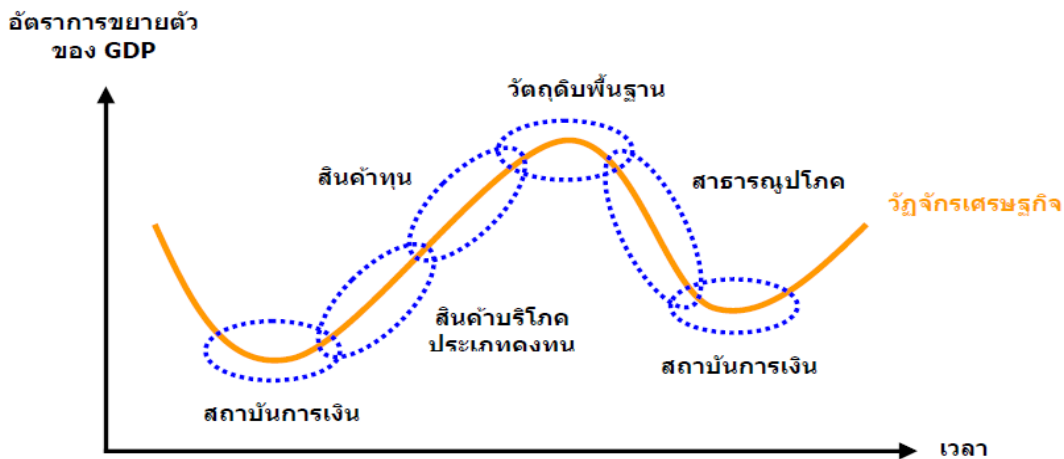 อัตราการขยายตัว
ของ GDP
วัตถุดิบพื้นฐาน
สินค้าทุน
สาธารณูปโภค
วัฏจักรเศรษฐกิจ
สินค้าบริโภค
ประเภทคงทน
สถาบันการเงิน
สถาบันการเงิน
เวลา